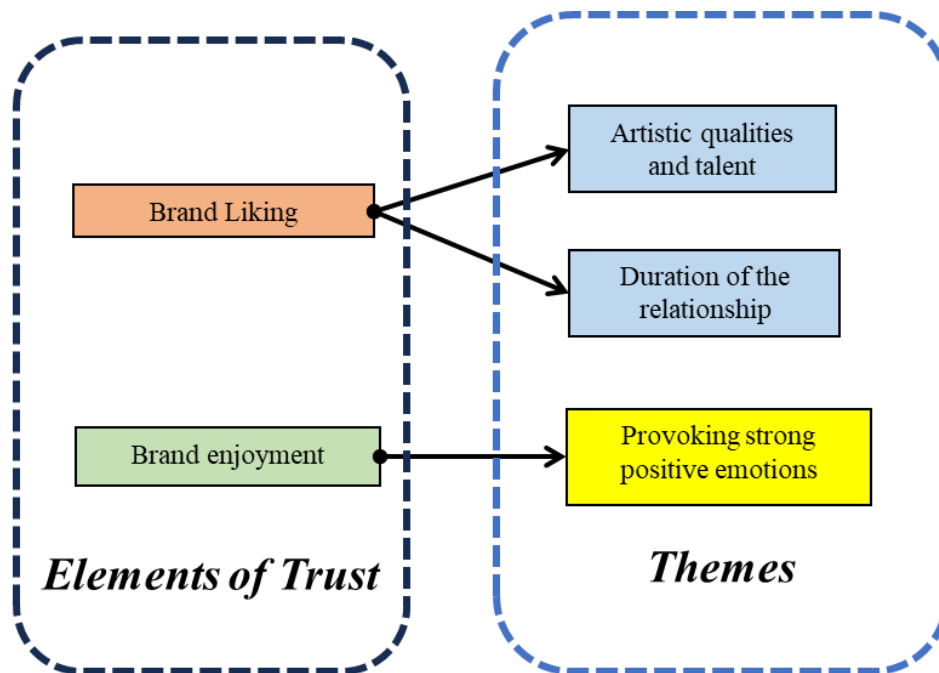 Artistic qualities
and talent
Brand Liking
Duration of the
relationship
Brand enjoyment
Provoking strong
positive emotions
Elements of Trust
Themes